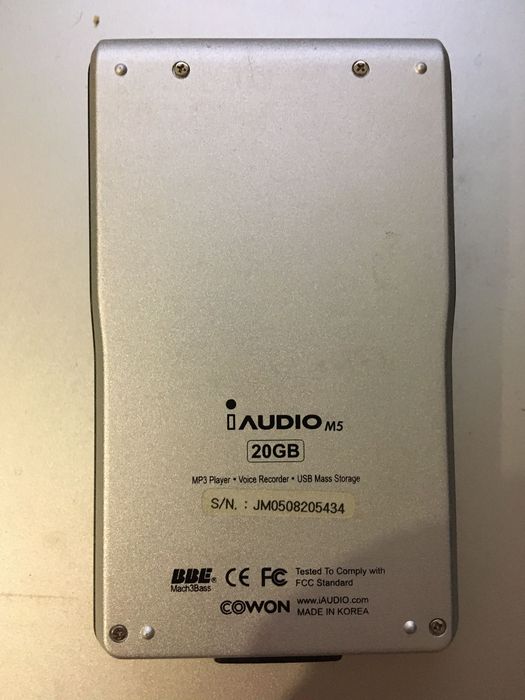 iAUDIO M5
20GB
MP3 Player • Voice Recorder • USB Mass Storage
S/N. : JM0508205434
BBE® CE FC Tested To Comply with
Mach3Bass FCC Standard
COWON www.iAUDIO.com
MADE IN KOREA